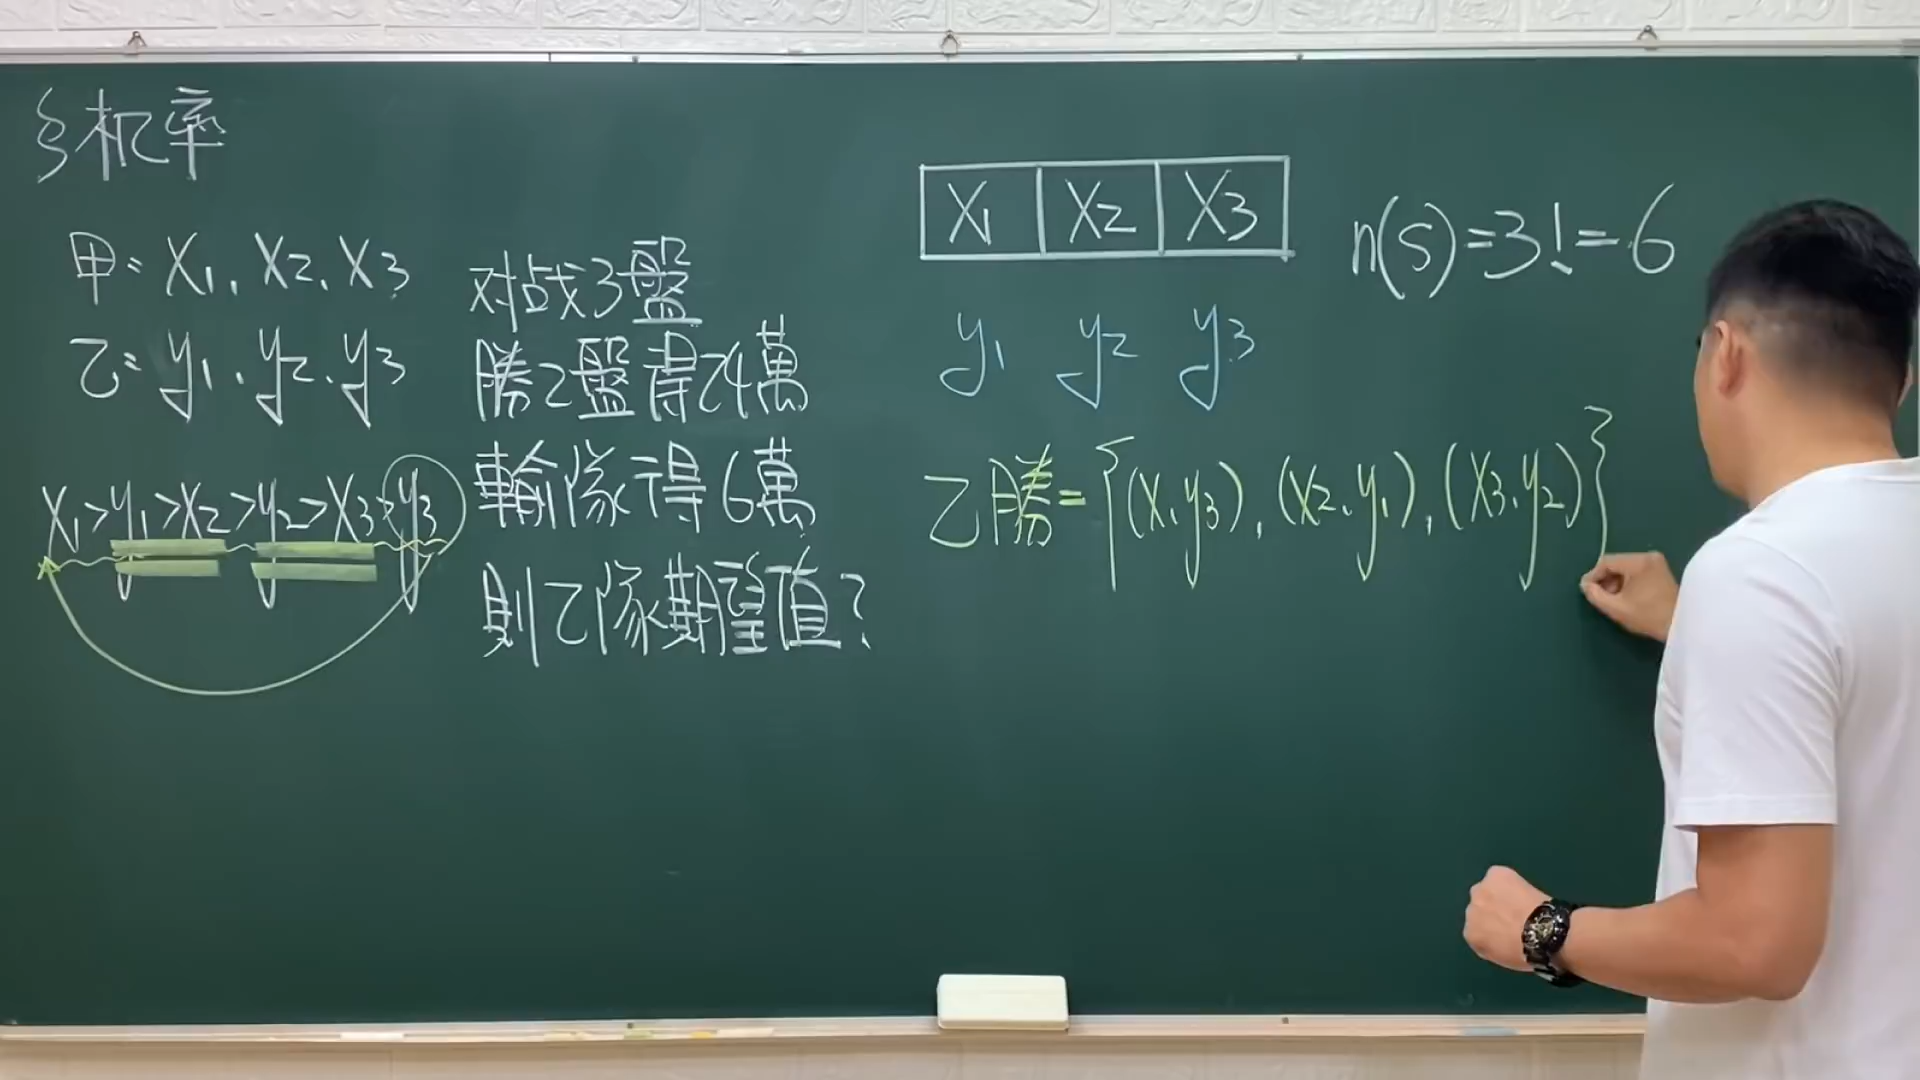 §机率
甲=X1、X2、X3
乙=y1、y2、y3
X1>y1>X2>y2>X3>y3
对战3盤
勝2盤得24萬
輸隊得6萬
則乙隊期望值?
X1 X2 X3
n(S)=3!=6
y1 y2 y3
乙勝={(X1,y3),(X2,y1),(X3,y2)}